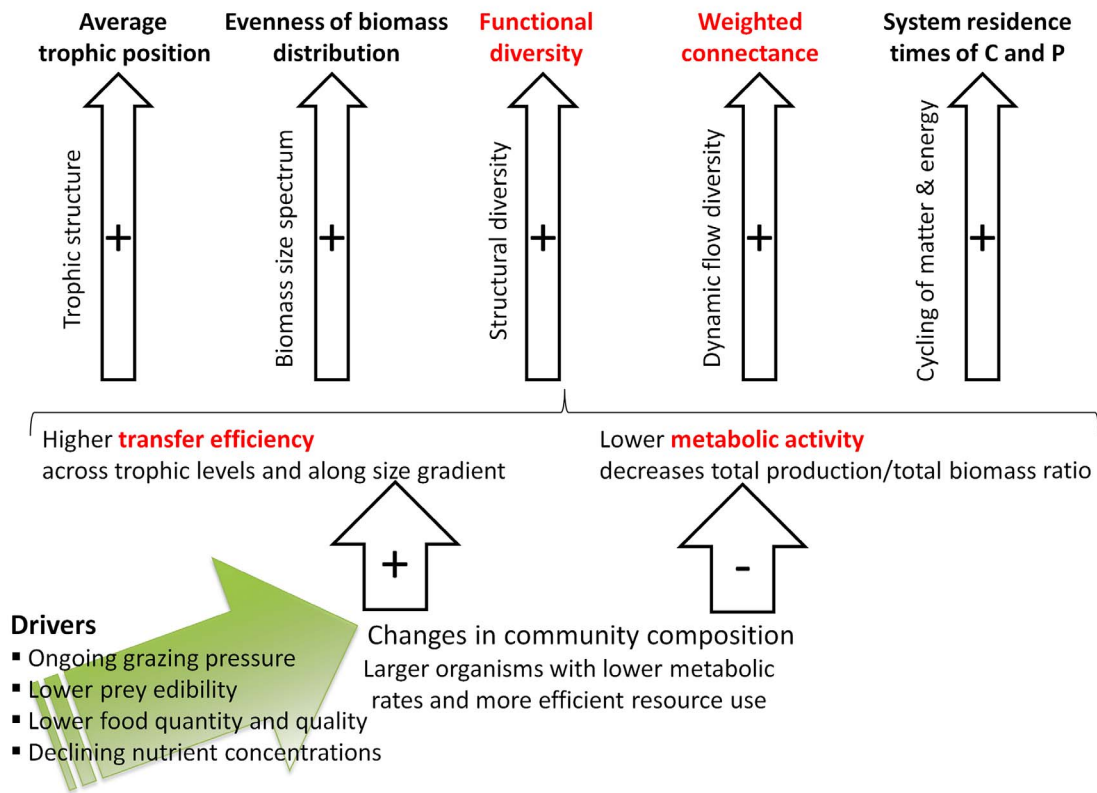 Average
trophic position
Evenness of biomass
distribution
Functional
diversity
Weighted
connectance
System residence
times of C and P
Trophic structure
+
Biomass size spectrum
+
Structural diversity
+
Dynamic flow diversity
+
Cycling of matter & energy
+
Higher transfer efficiency
across trophic levels and along size gradient
Lower metabolic activity
decreases total production/total biomass ratio
+
-
Drivers
▪ Ongoing grazing pressure
▪ Lower prey edibility
▪ Lower food quantity and quality
▪ Declining nutrient concentrations
Changes in community composition
Larger organisms with lower metabolic
rates and more efficient resource use